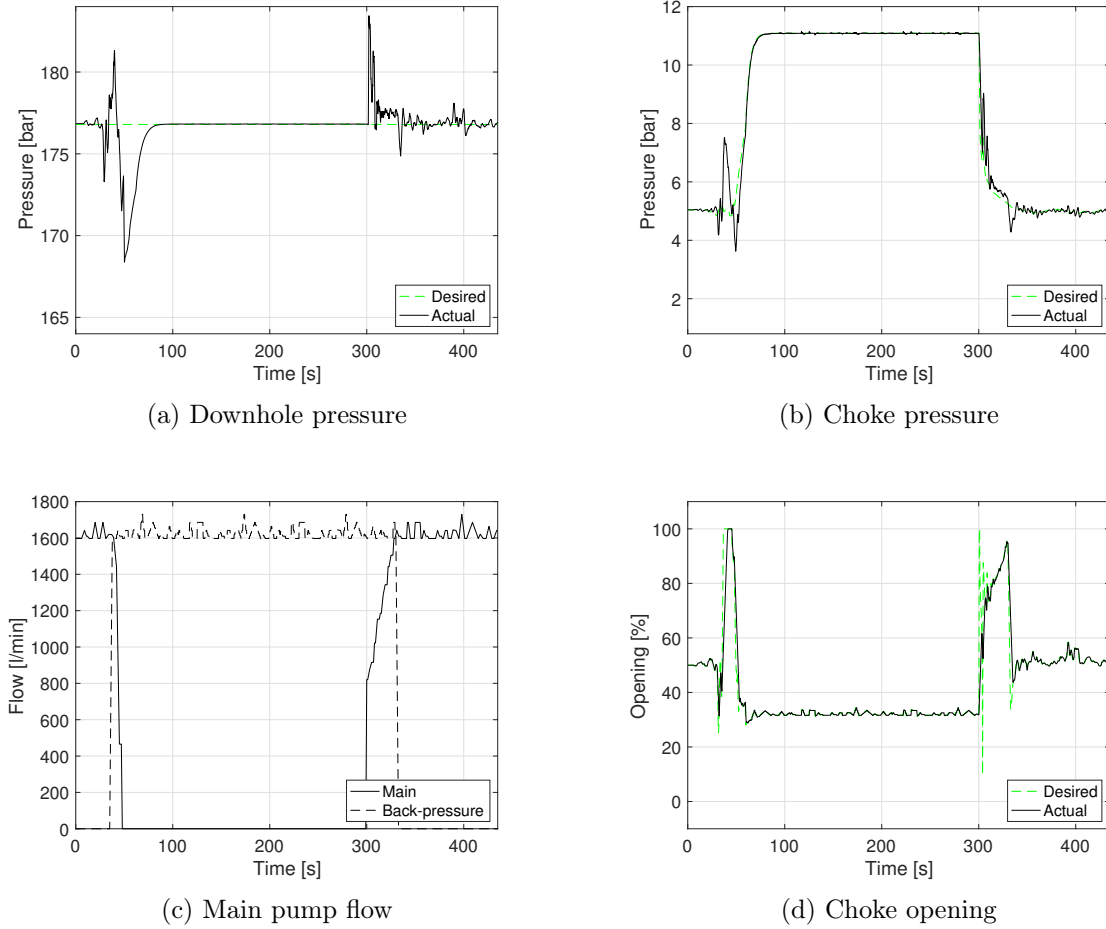 180
175
170
165
Pressure [bar]
0 100 200 300 400
Time [s]
Desired
Actual
(a) Downhole pressure
12
10
8
6
4
2
Pressure [bar]
0 100 200 300 400
Time [s]
Desired
Actual
(b) Choke pressure
1800
1600
1400
1200
1000
800
600
400
200
0
Flow [l/min]
0 100 200 300 400
Time [s]
Main
Back-pressure
(c) Main pump flow
100
80
60
40
20
0
Opening [%]
0 100 200 300 400
Time [s]
Desired
Actual
(d) Choke opening